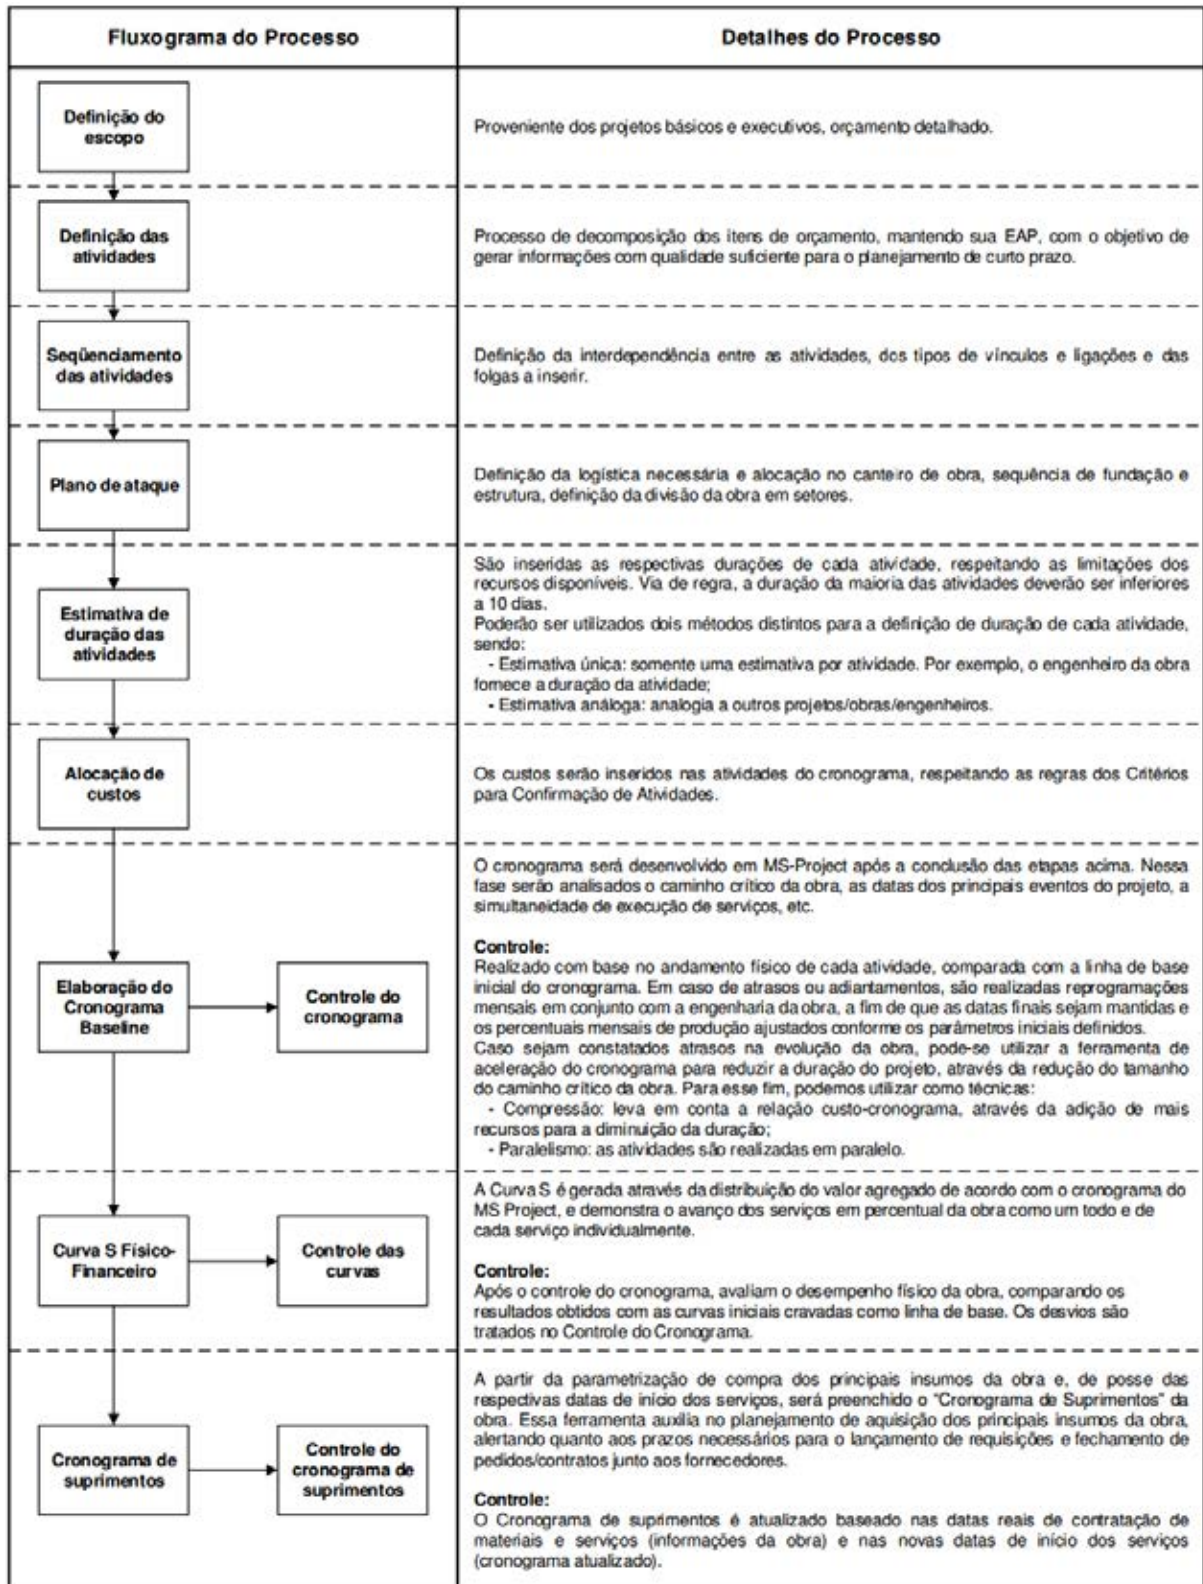 Fluxograma do Processo
Detalhes do Processo
Definição do
escopo
Proveniente dos projetos básicos e executivos, orçamento detalhado.
Definição das
atividades
Processo de decomposição dos itens de orçamento, mantendo sua EAP, com o objetivo de
gerar informações com qualidade suficiente para o planejamento de curto prazo.
Seqüenciamento
das atividades
Definição da interdependência entre as atividades, dos tipos de vínculos e ligações e das
folgas a inserir.
Plano de ataque
Definição da logística necessária e alocação no canteiro de obra, sequência de fundação e
estrutura, definição da divisão da obra em setores.
Estimativa de
duração das
atividades
São inseridas as respectivas durações de cada atividade, respeitando as limitações dos
recursos disponíveis. Via de regra, a duração da maioria das atividades deverão ser inferiores
a 10 dias.
Poderão ser utilizados dois métodos distintos para a definição de duração de cada atividade,
sendo:
- Estimativa única: somente uma estimativa por atividade. Por exemplo, o engenheiro da obra
fornece a duração da atividade;
- Estimativa análoga: analogia a outros projetos/obras/engenheiros.
Alocação de
custos
Os custos serão inseridos nas atividades do cronograma, respeitando as regras dos Critérios
para Confirmação de Atividades.
Elaboração do
Cronograma
Baseline
Controle do
cronograma
O cronograma será desenvolvido em MS-Project após a conclusão das etapas acima. Nessa
fase serão analisados o caminho crítico da obra, as datas dos principais eventos do projeto, a
simultaneidade de execução de serviços, etc.
Controle:
Realizado com base no andamento físico de cada atividade, comparada com a linha de base
inicial do cronograma. Em caso de atrasos ou adiantamentos, são realizadas reprogramações
mensais em conjunto com a engenharia da obra, a fim de que as datas finais sejam mantidas e
os percentuais mensais de produção ajustados conforme os parâmetros iniciais definidos.
Caso sejam constatados atrasos na evolução da obra, pode-se utilizar a ferramenta de
aceleração do cronograma para reduzir a duração do projeto, através da redução do tamanho
do caminho crítico da obra. Para esse fim, podemos utilizar como técnicas:
- Compressão: leva em conta a relação custo-cronograma, através da adição de mais
recursos para a diminuição da duração;
- Paralelismo: as atividades são realizadas em paralelo.
Curva S Físico-
Financeiro
Controle das
curvas
A Curva S é gerada através da distribuição do valor agregado de acordo com o cronograma do
MS Project, e demonstra o avanço dos serviços em percentual da obra como um todo e de
cada serviço individualmente.
Controle:
Após o controle do cronograma, avaliam o desempenho físico da obra, comparando os
resultados obtidos com as curvas iniciais cravadas como linha de base. Os desvios são
tratados no Controle do Cronograma.
Cronograma de
suprimentos
Controle do
cronograma de
suprimentos
A partir da parametrização de compra dos principais insumos da obra e, de posse das
respectivas datas de início dos serviços, será preenchido o "Cronograma de Suprimentos" da
obra. Essa ferramenta auxilia no planejamento de aquisição dos principais insumos da obra,
alertando quanto aos prazos necessários para o lançamento de requisições e fechamento de
pedidos/contratos junto aos fornecedores.
Controle:
O Cronograma de suprimentos é atualizado baseado nas datas reais de contratação de
materiais e serviços (informações da obra) e nas novas datas de início dos serviços
(cronograma atualizado).